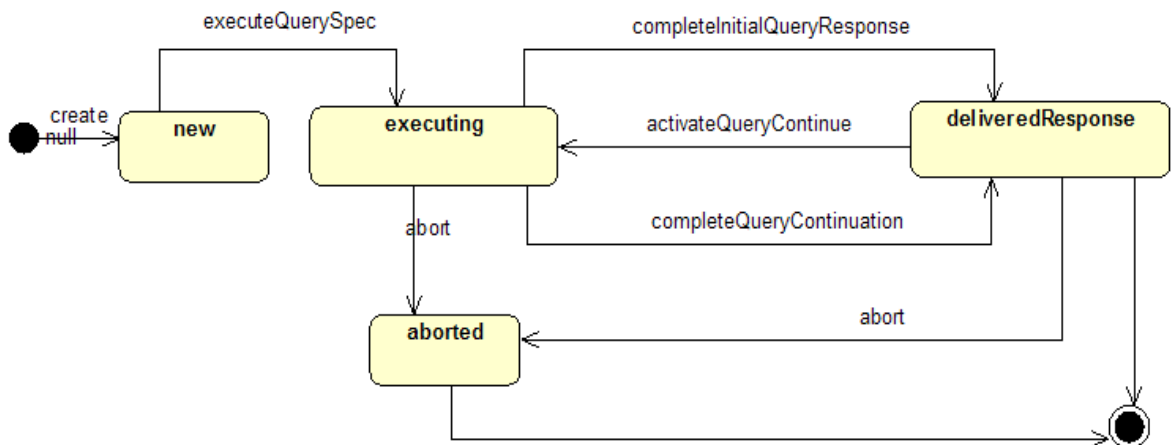 executeQuerySpec
completeInitialQueryResponse
create
null
new
executing
activateQueryContinue
deliveredResponse
abort
completeQueryContinuation
aborted
abort